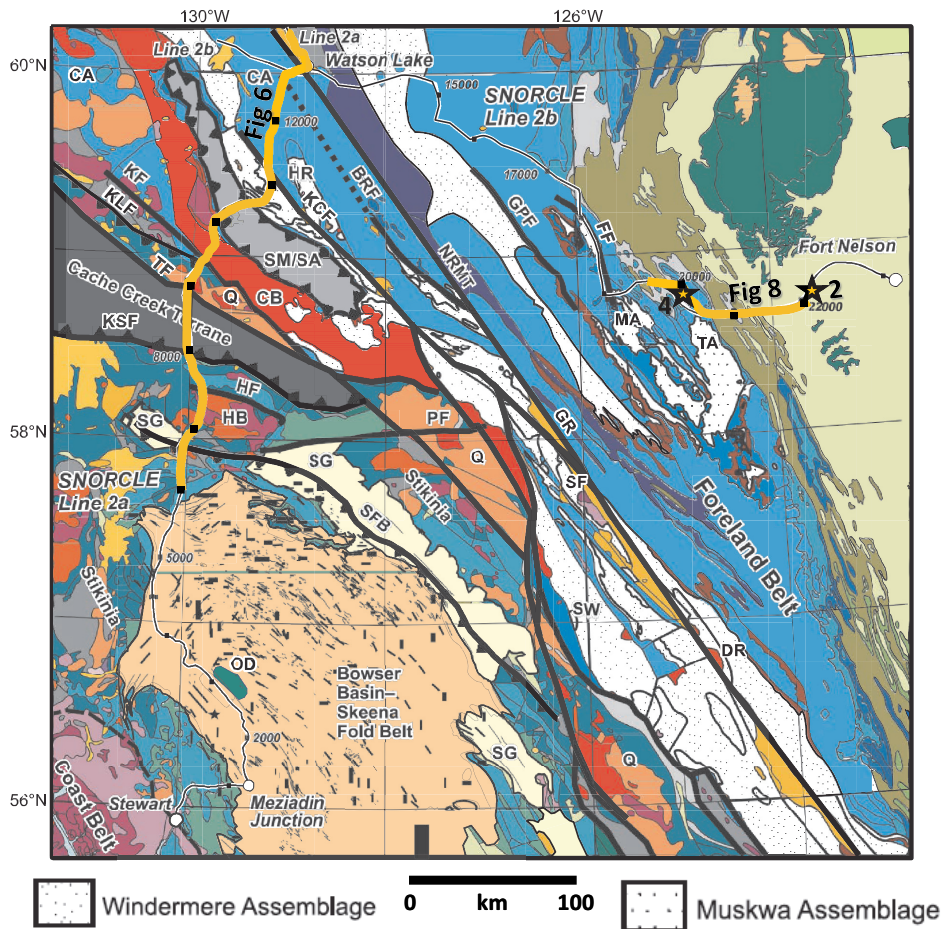 130°W
126°W
60°N
58°N
56°N
CA
Line 2b
Line 2a
Watson Lake
CA
Fig 6
12000
15000
SNORCLE
Line 2b
17000
KF
KLF
HR
KCF
BRF
GPF
FF
NRMT
TF
SM/SA
Cache Creek Terrane
Q
CB
KSF
8000
Fort Nelson
20000
4
Fig 8
2
22000
MA
TA
HF
SG
HB
PF
Q
GR
SF
SNORCLE
Line 2a
SG
SFB
Stikinia
Foreland Belt
5000
Stikinia
SW
DR
OD
Bowser
Basin–
Skeena
Fold Belt
2000
SG
Q
Coast Belt
Stewart
Meziadin
Junction
Windermere Assemblage
0 km 100
Muskwa Assemblage